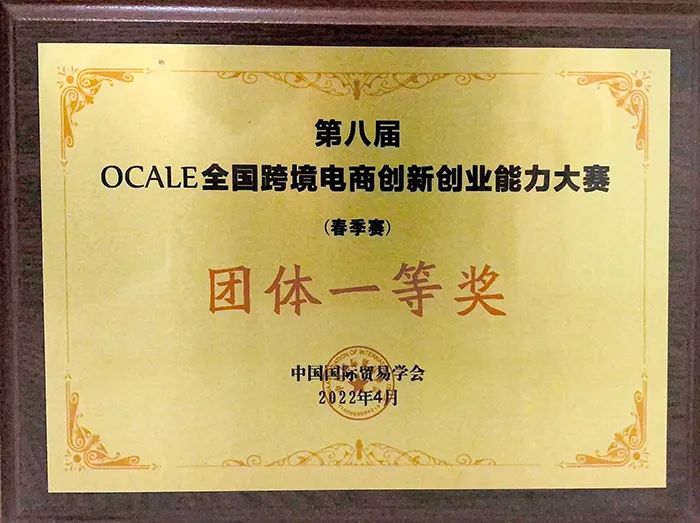 第八届
OCALE全国跨境电商创新创业能力大赛
(春季赛)
团体一等奖
中国国际贸易学会
2022年4月